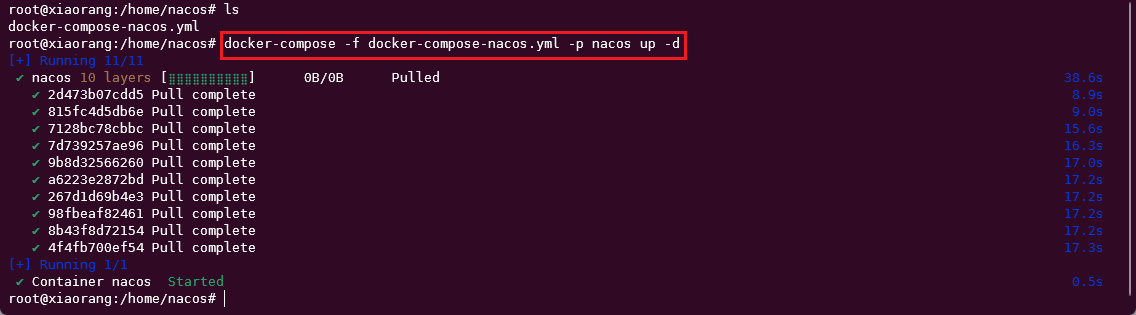 root@xiaorang:/home/nacos# ls
docker-compose-nacos.yml
root@xiaorang:/home/nacos# docker-compose -f docker-compose-nacos.yml -p nacos up -d
[+] Running 11/11
✔ nacos 10 layers [⣿⣿⣿⣿⣿⣿⣿⣿⣿⣿] 0B/0B Pulled 38.6s
✔ 2d473b07cdd5 Pull complete 8.9s
✔ 815fc4d5db6e Pull complete 9.0s
✔ 7128bc78cbbc Pull complete 15.6s
✔ 7d739257ae96 Pull complete 16.3s
✔ 9b8d32566260 Pull complete 17.0s
✔ a6223e2872bd Pull complete 17.2s
✔ 267d1d69b4e3 Pull complete 17.2s
✔ 98fbeaf82461 Pull complete 17.2s
✔ 8b43f8d72154 Pull complete 17.2s
✔ 4f4fb700ef54 Pull complete 17.3s
[+] Running 1/1
✔ Container nacos Started 0.5s
root@xiaorang:/home/nacos#